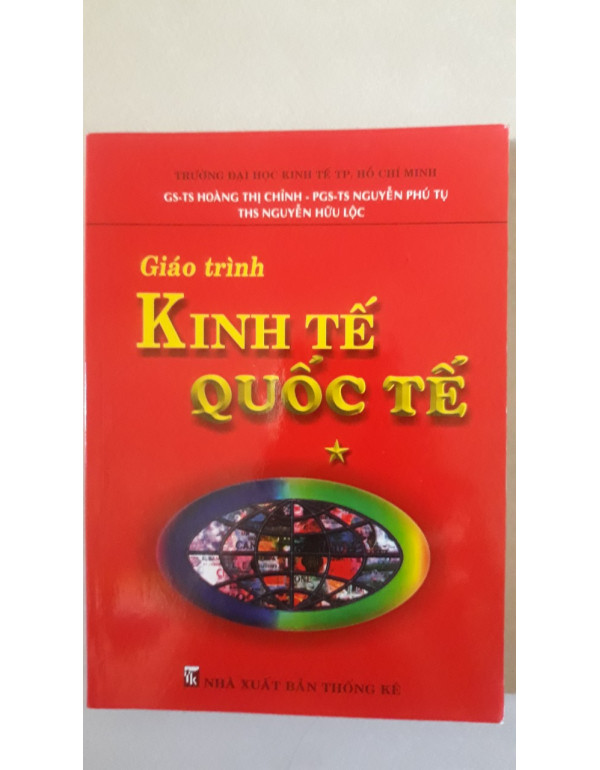 TRƯỜNG ĐẠI HỌC KINH TẾ TP. HỒ CHÍ MINH
GS-TS HOÀNG THỊ CHỈNH - PGS-TS NGUYỄN PHÚ TỤ
THS NGUYỄN HỮU LỘC
Giáo trình
KINH TẾ
QUỐC TẾ
NHÀ XUẤT BẢN THỐNG KÊ